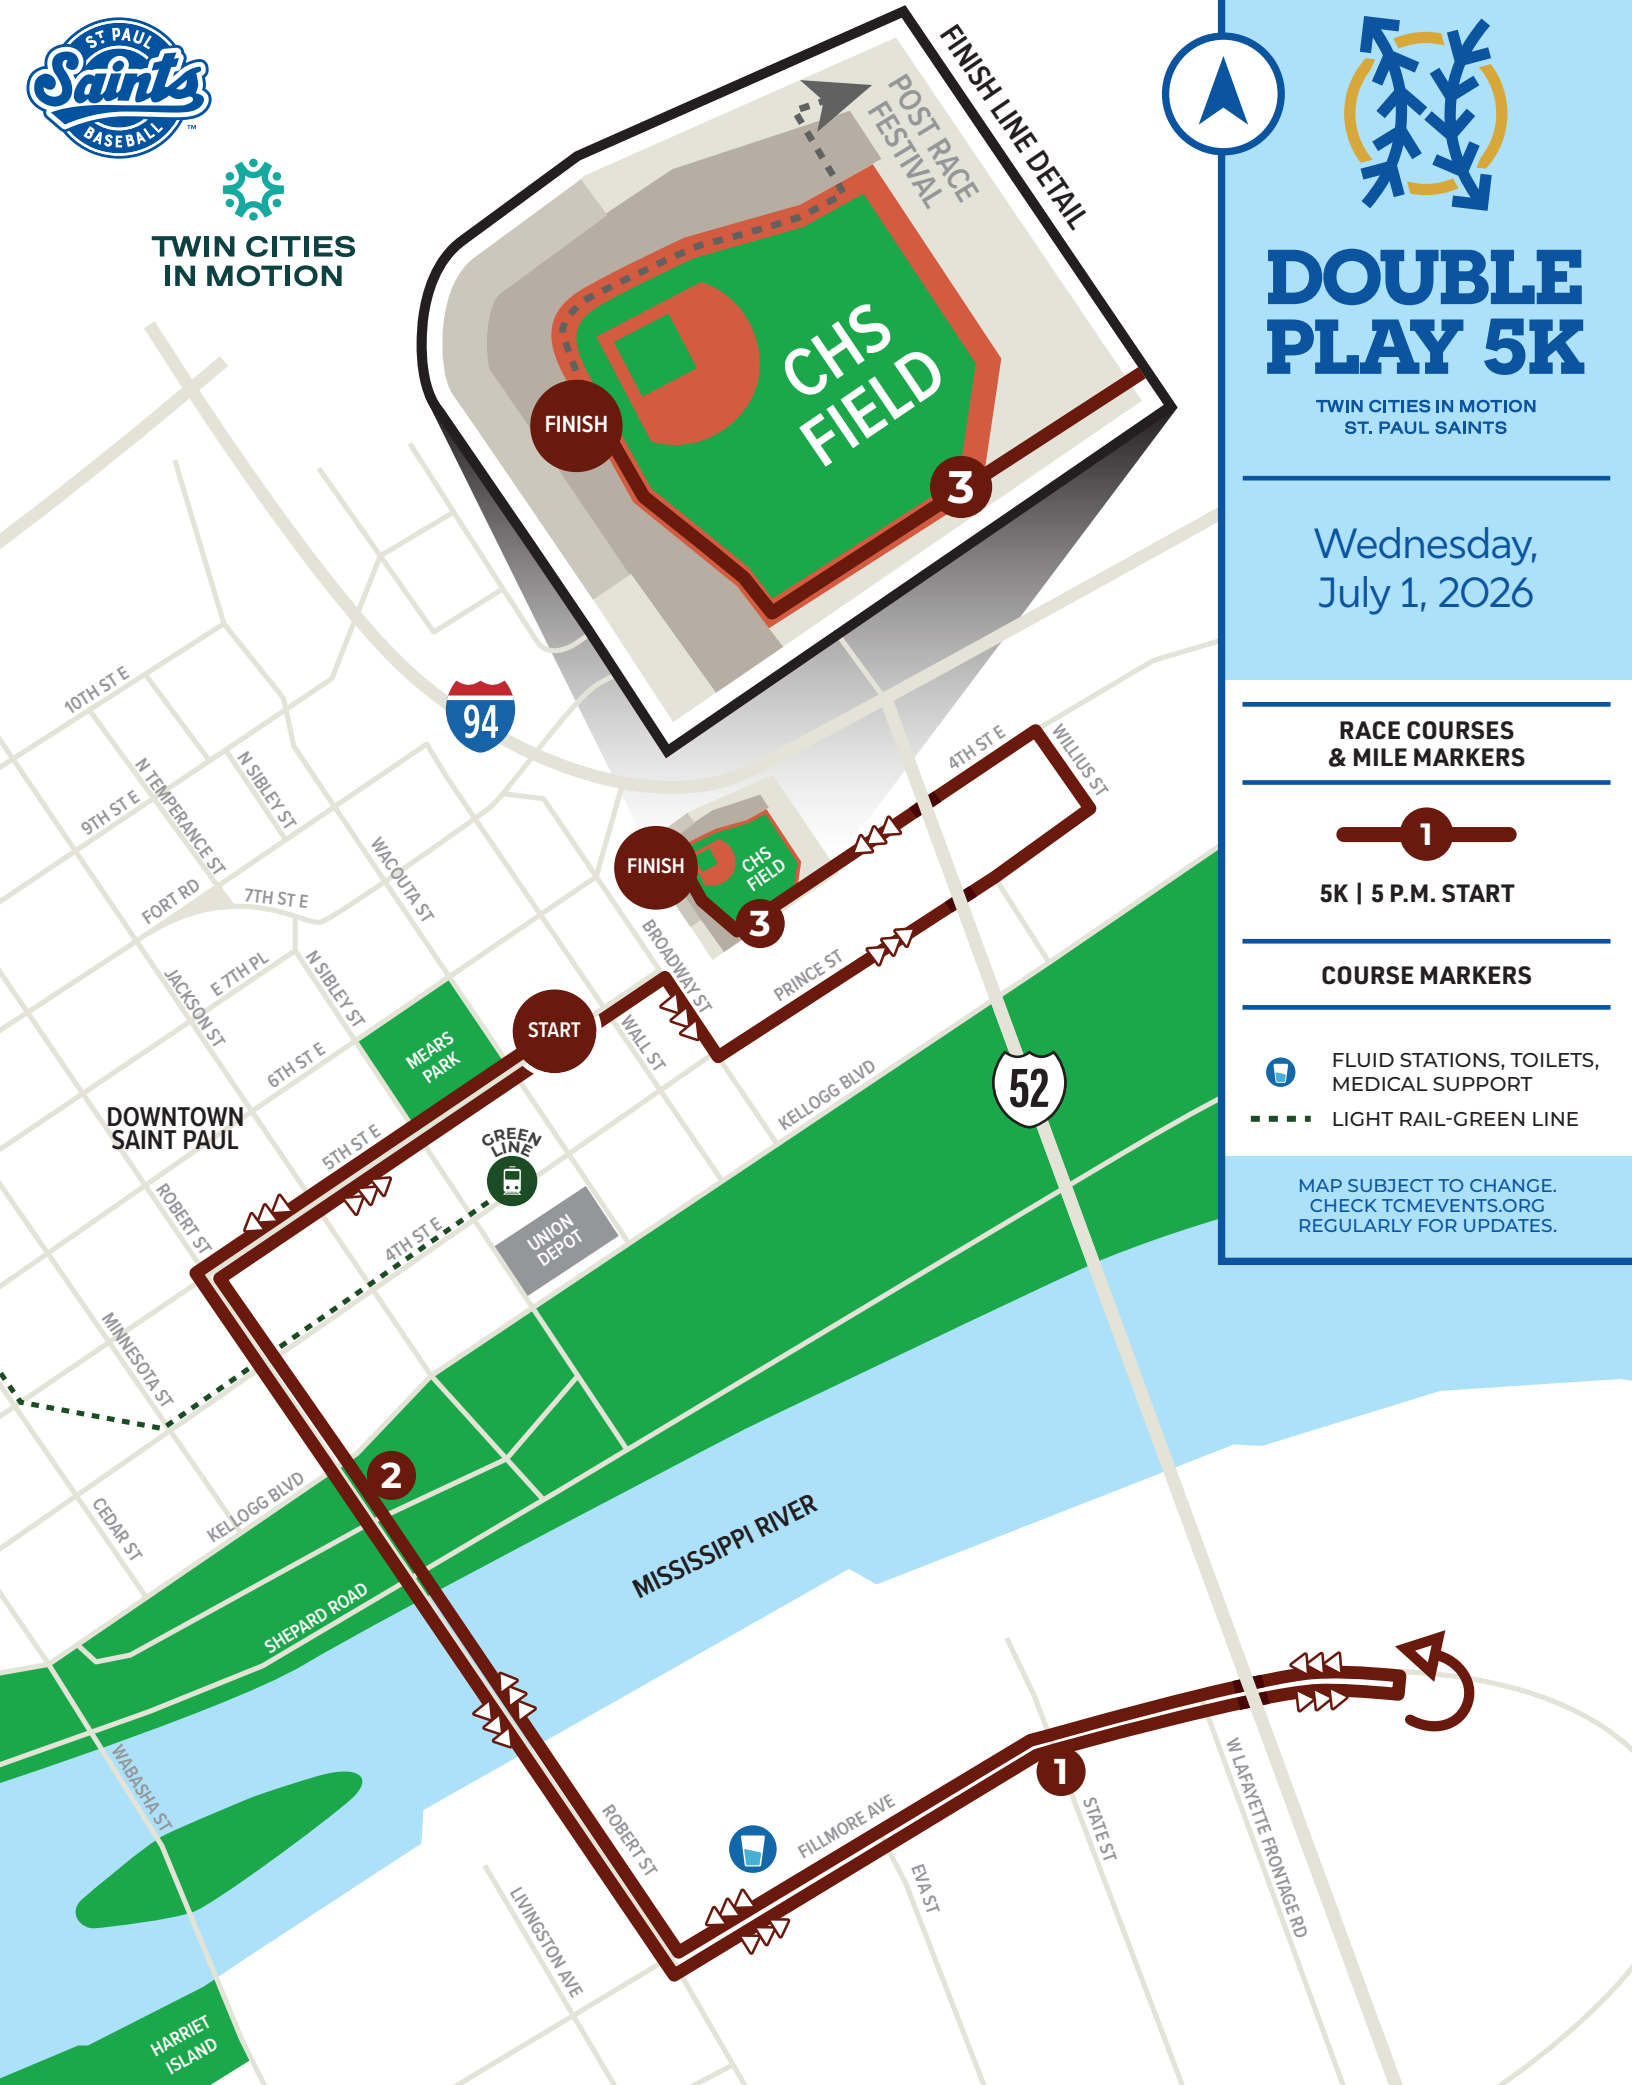 ST. PAUL
Saints
BASEBALL
™
TWIN CITIES
IN MOTION
FINISH LINE DETAIL
POST RACE
FESTIVAL
CHS
FIELD
FINISH
3
DOUBLE
PLAY 5K
TWIN CITIES IN MOTION
ST. PAUL SAINTS
Wednesday,
July 1, 2026
RACE COURSES
& MILE MARKERS
1
5K | 5 P.M. START
COURSE MARKERS
FLUID STATIONS, TOILETS,
MEDICAL SUPPORT
LIGHT RAIL-GREEN LINE
MAP SUBJECT TO CHANGE.
CHECK TCMEVENTS.ORG
REGULARLY FOR UPDATES.
94
10TH ST E
N TEMPERANCE ST
N SIBLEY ST
9TH ST E
WACOUTA ST
FORT RD
7TH ST E
4TH ST E
WILLIUS ST
FINISH
CHS
FIELD
3
BROADWAY ST
PRINCE ST
E 7TH PL
JACKSON ST
N SIBLEY ST
6TH ST E
MEARS
PARK
START
WALL ST
KELLOGG BLVD
52
DOWNTOWN
SAINT PAUL
5TH ST E
GREEN
LINE
ROBERT ST
4TH ST E
UNION
DEPOT
MINNESOTA ST
2
KELLOGG BLVD
CEDAR ST
SHEPARD ROAD
MISSISSIPPI RIVER
WABASHA ST
ROBERT ST
FILLMORE AVE
1
STATE ST
W LAFAYETTE FRONTAGE RD
EVA ST
LIVINGSTON AVE
HARRIET
ISLAND